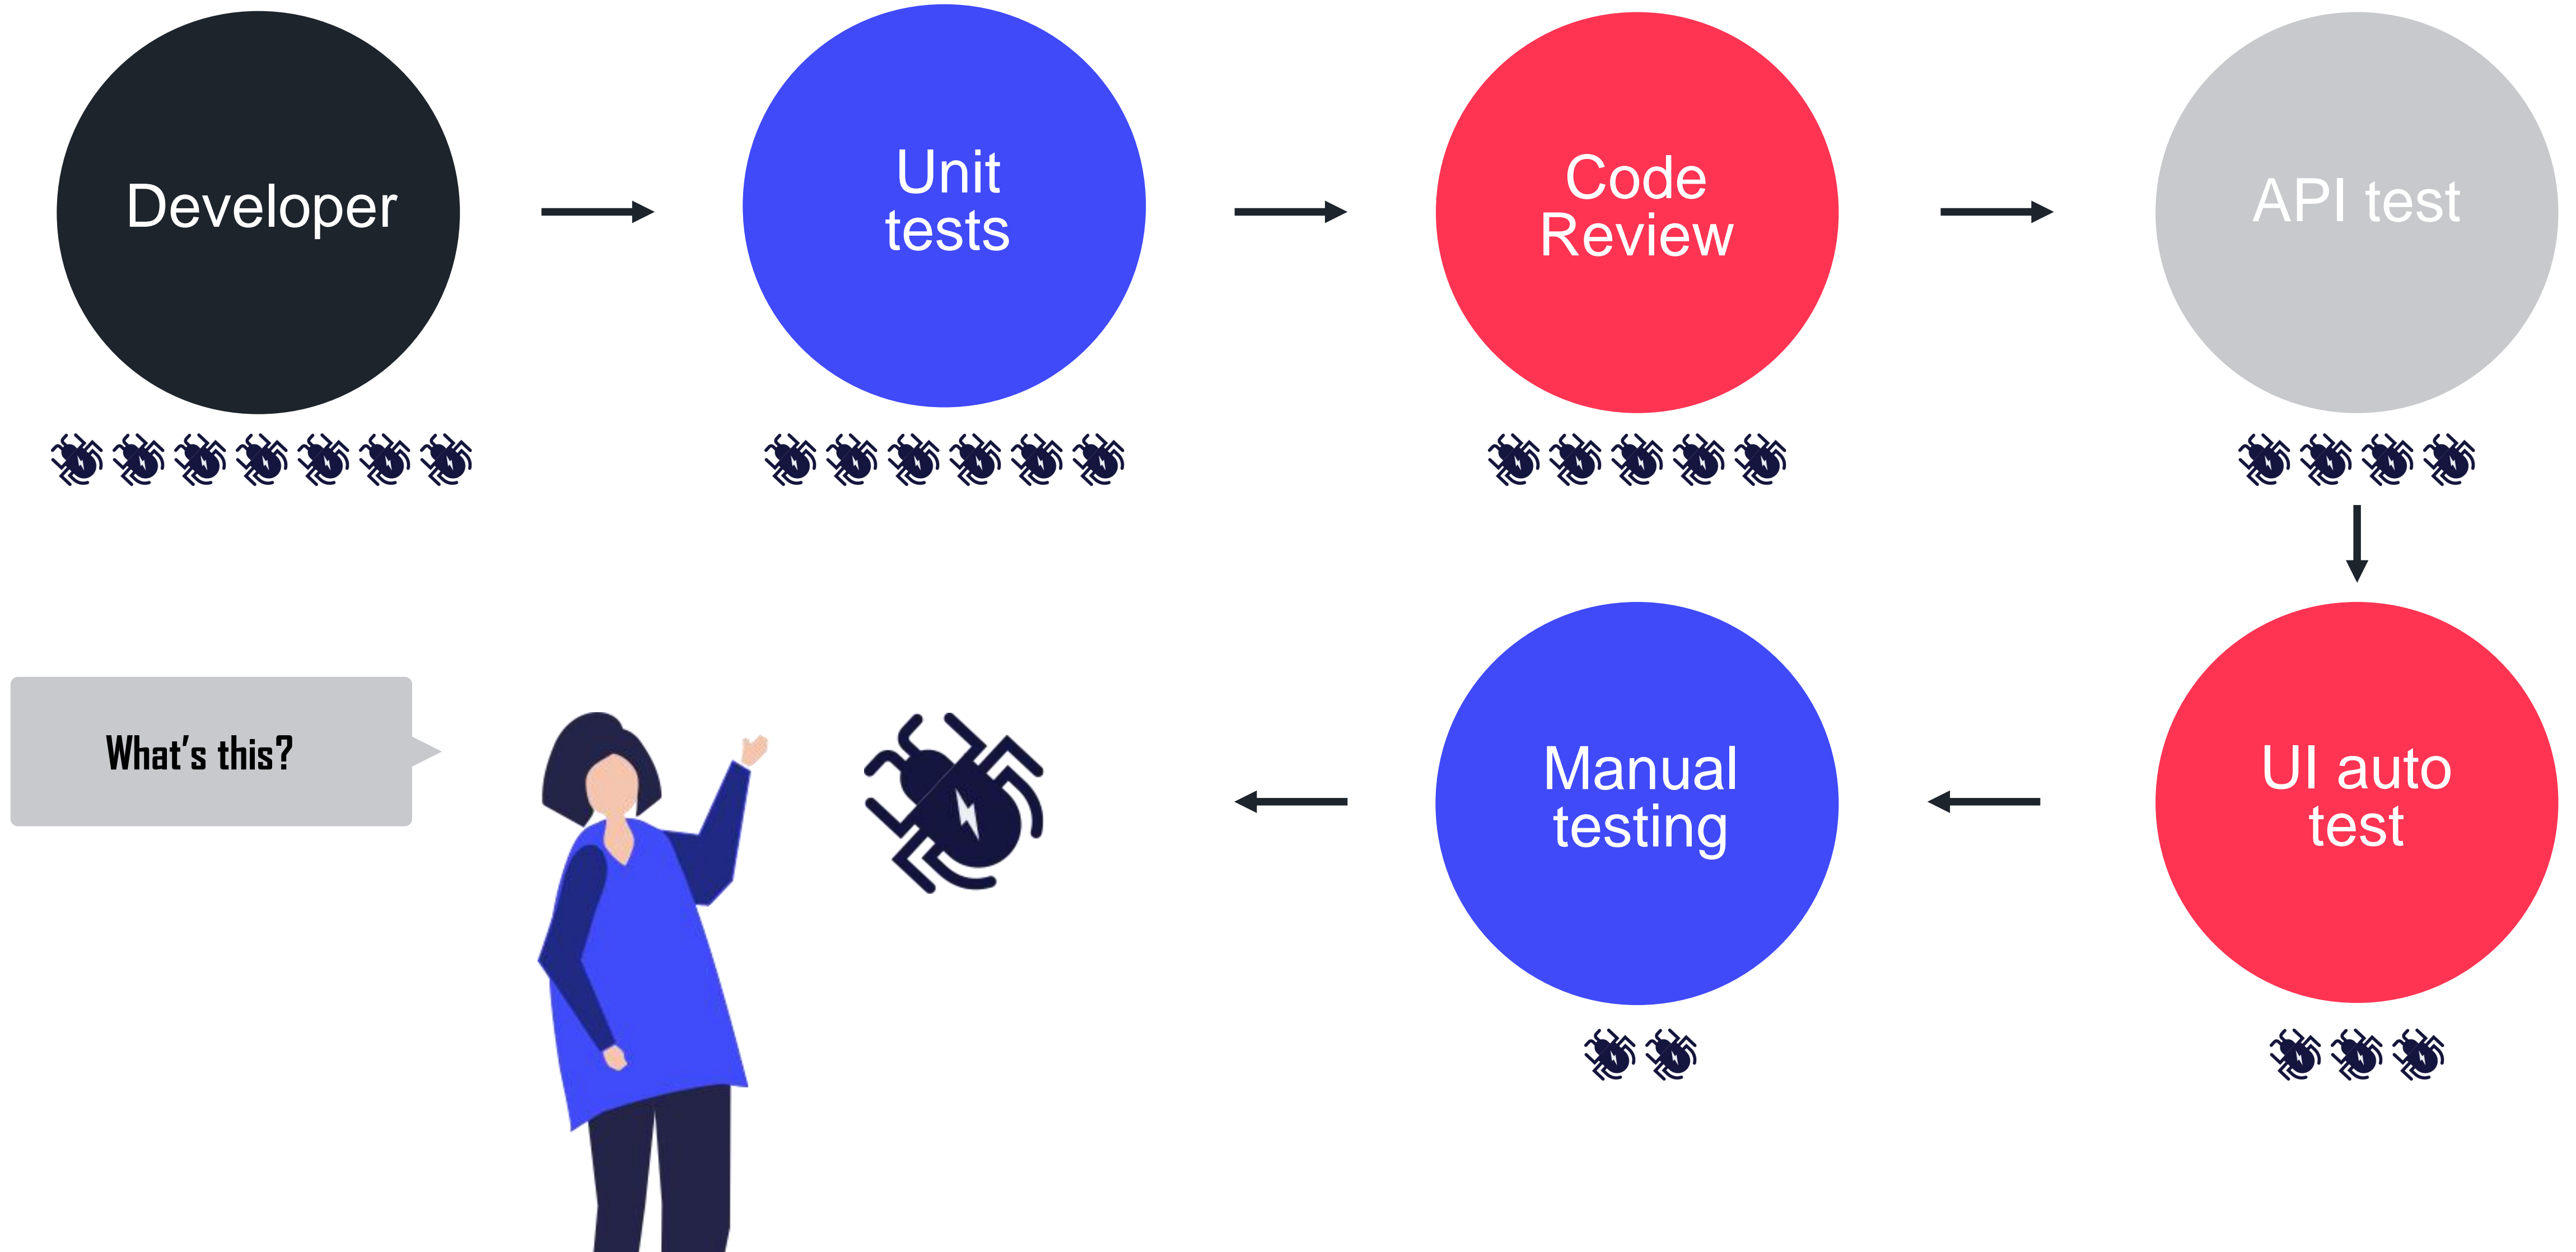 Developer
Unit
tests
Code
Review
API test
What's this?
Manual
testing
UI auto
test